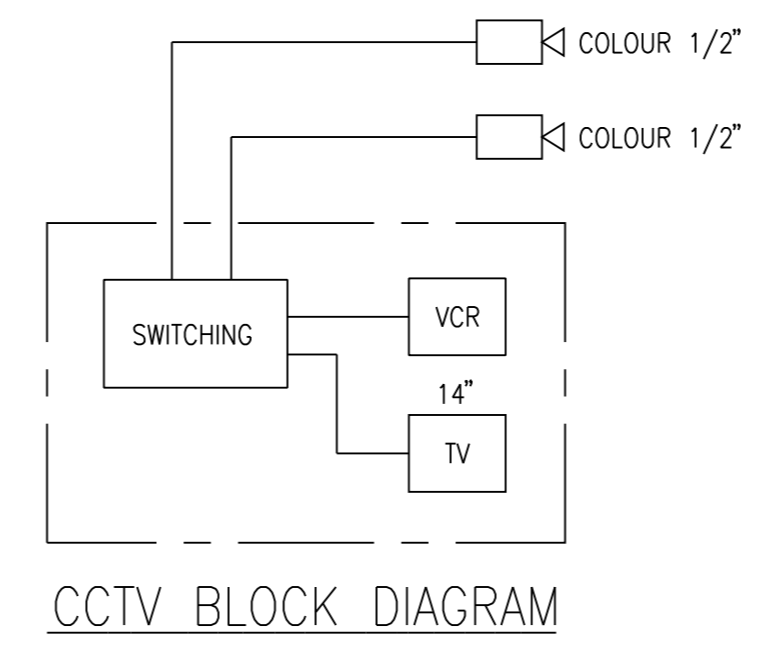 COLOUR 1/2”
COLOUR 1/2”
SWITCHING
VCR
14”
TV
CCTV BLOCK DIAGRAM